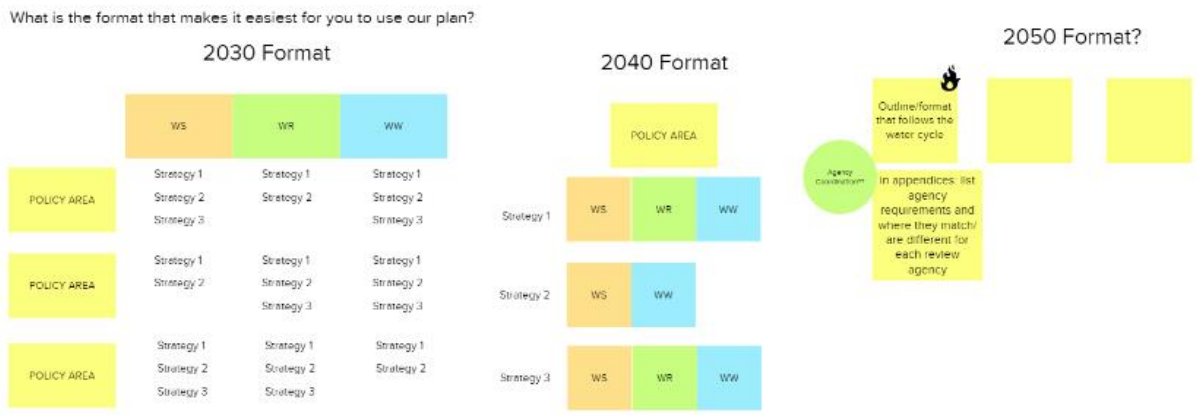 What is the format that makes it easiest for you to use our plan?
2030 Format
WS WR WW
POLICY AREA
Strategy 1 Strategy 1 Strategy 1
Strategy 2 Strategy 2 Strategy 2
Strategy 3 Strategy 3
POLICY AREA
Strategy 1 Strategy 1 Strategy 1
Strategy 2 Strategy 2 Strategy 2
Strategy 3 Strategy 3
POLICY AREA
Strategy 1 Strategy 1 Strategy 1
Strategy 2 Strategy 2 Strategy 2
Strategy 3 Strategy 3
2040 Format
POLICY AREA
Strategy 1 WS WR WW
Strategy 2 WS WW
Strategy 3 WS WR WW
2050 Format?
Outline/format
that follows the
water cycle
Agency
Coordination**
In appendices: list
agency
requirements and
where they match/
are different for
each review
agency